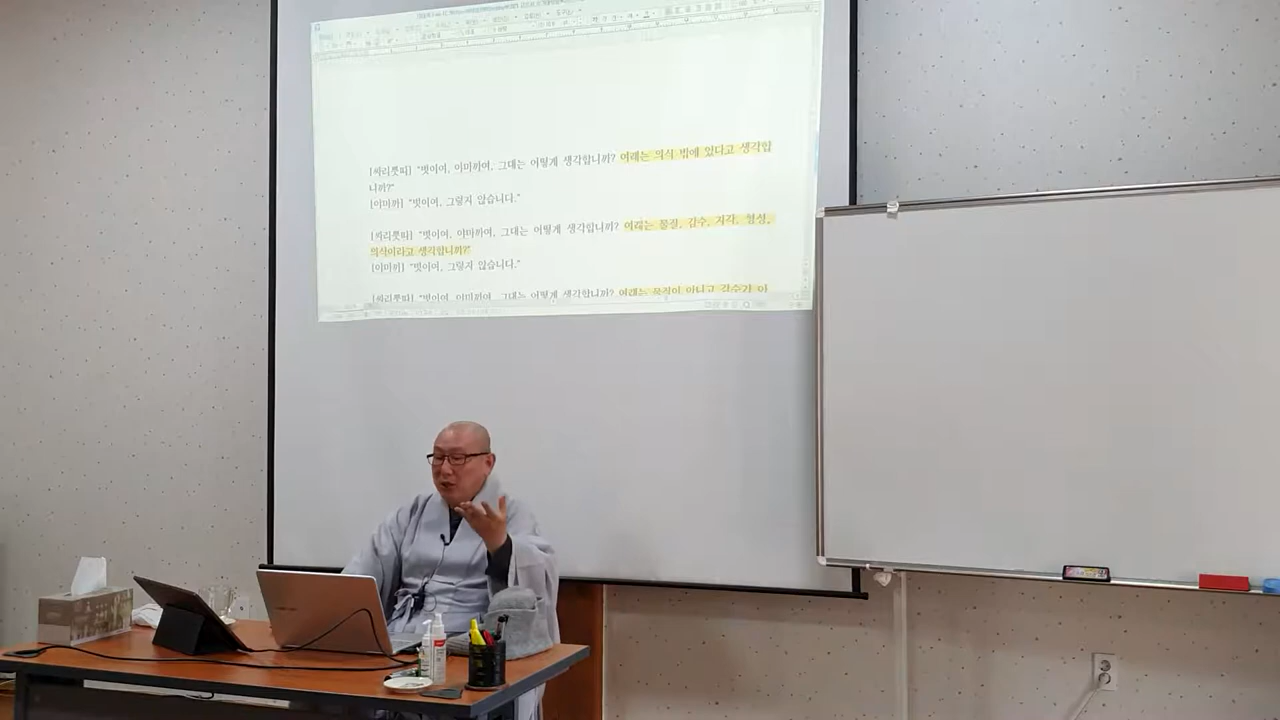 [싸리뿟따] "벗이여, 야마까여, 그대는 어떻게 생각합니까? 여래는 의식 밖에 있다고 생각합
니까?"
[야마까] "벗이여, 그렇지 않습니다."
[싸리뿟따] "벗이여, 야마까여, 그대는 어떻게 생각합니까? 여래는 물질, 감수, 지각, 형성,
의식이라고 생각합니까?"
[야마까] "벗이여, 그렇지 않습니다."
[싸리뿟따] "벗이여, 야마까여, 그대는 어떻게 생각합니까? 여래는 물질이 아니고 감수가 아